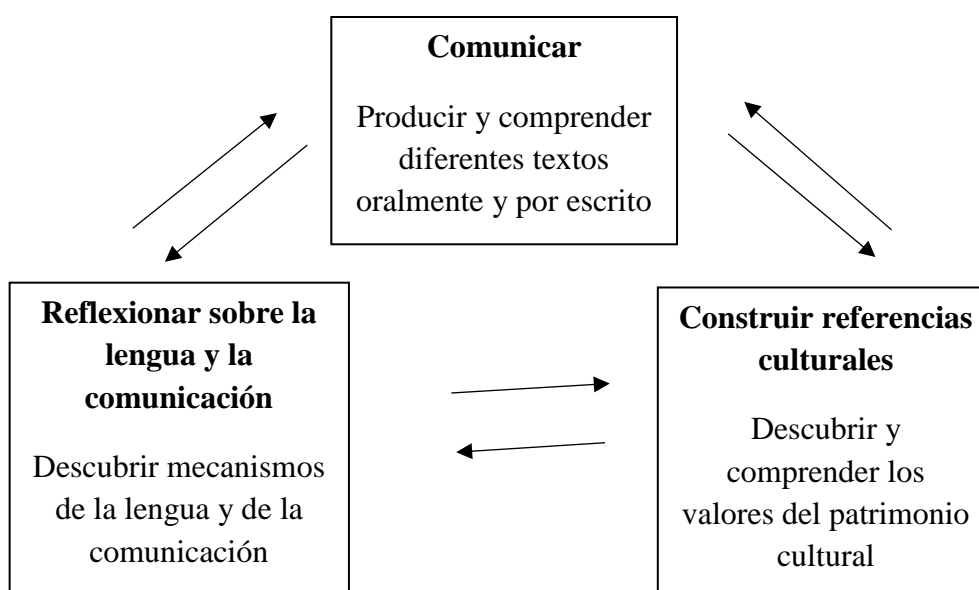 Comunicar
Producir y comprender
diferentes textos
oralmente y por escrito
Reflexionar sobre la
lengua y la
comunicación
Descubrir mecanismos
de la lengua y de la
comunicación
Construir referencias
culturales
Descubrir y
comprender los
valores del patrimonio
cultural